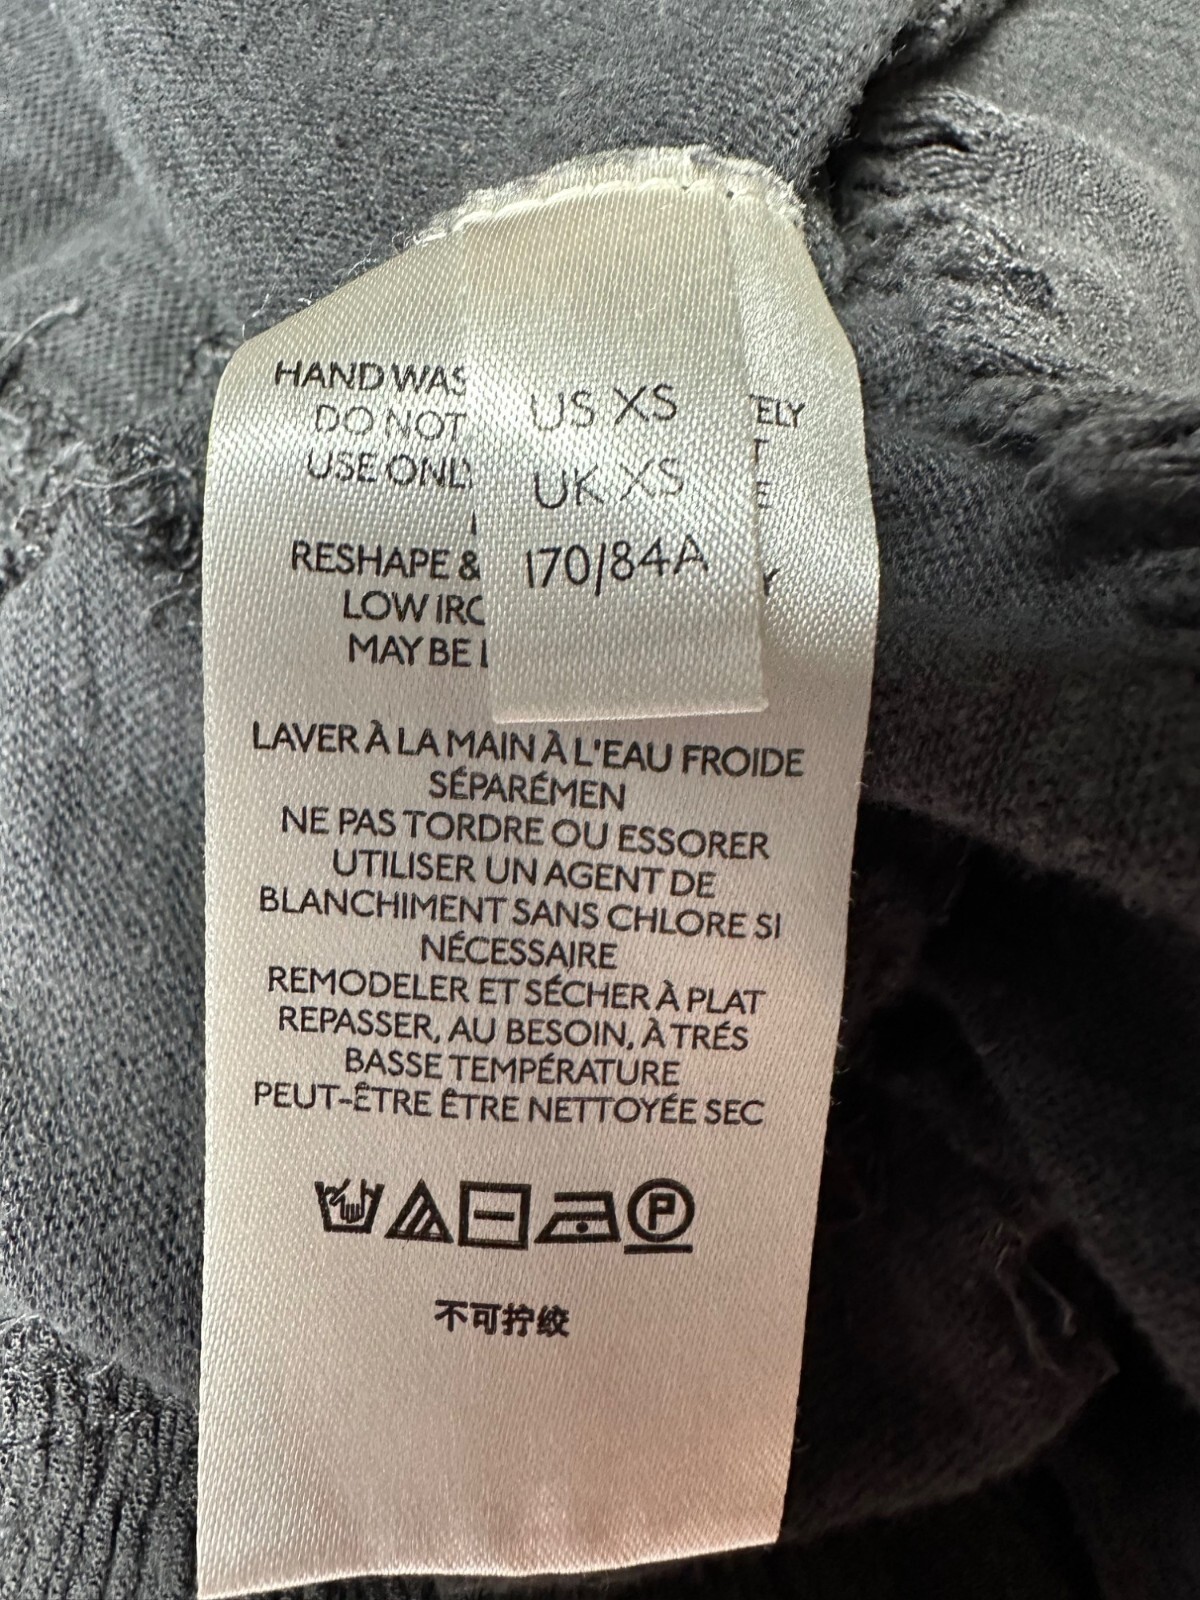 HAND WAS
DO NOT
USE ONL
RESHAPE &
LOW IRO
MAY BE
ELY
T
E
Y
US XS
UK XS
170/84A
LAVER À LA MAIN À L'EAU FROIDE
SÉPARÉMEN
NE PAS TORDRE OU ESSORER
UTILISER UN AGENT DE
BLANCHIMENT SANS CHLORE SI
NÉCESSAIRE
REMODELER ET SÉCHER À PLAT
REPASSER, AU BESOIN, À TRÉS
BASSE TEMPÉRATURE
PEUT-ÊTRE ÊTRE NETTOYÉE SEC
P
不可拧绞